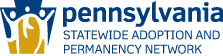 pennsylvania
STATEWIDE ADOPTION AND
PERMANENCY NETWORK